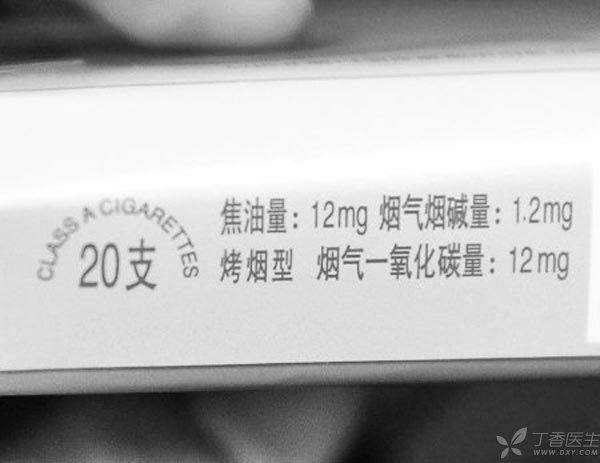 CLASS A CIGARETTES
20支
焦油量：12mg 烟气烟碱量：1.2mg
烤烟型 烟气一氧化碳量：12mg
丁香医生
WWW.DXY.COM